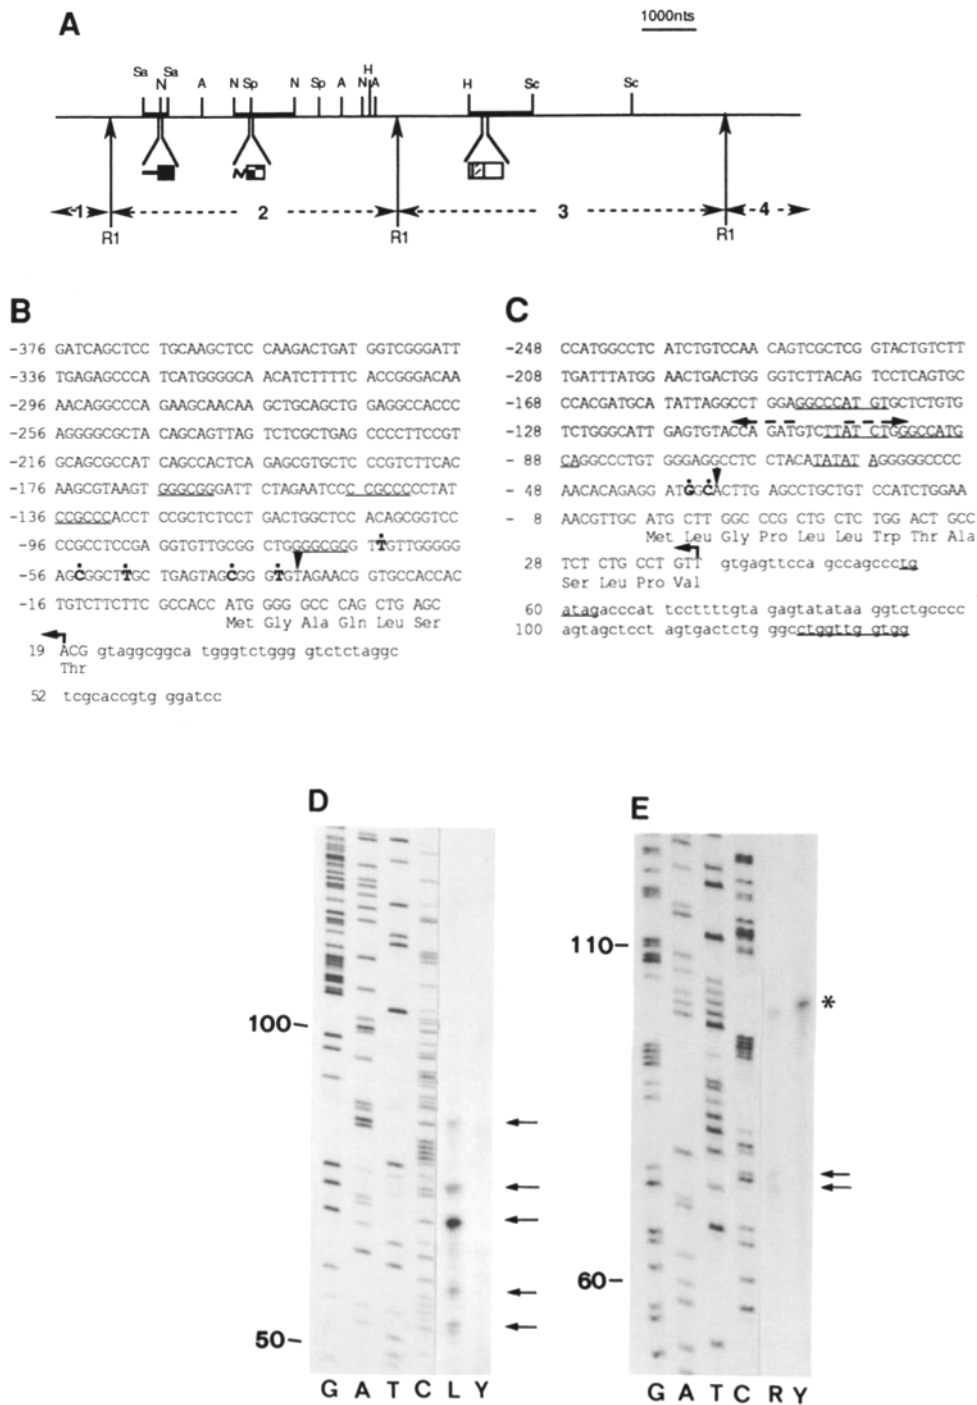 A
1000nts
Sa N Sa A N Sp N Sp A N H A H Sc Sc
1 2 3 4
R1 R1 R1
B
-376 GATCAGCTCC TGCAAGCTCC CAAGACTGAT GGTCGGGATT
-336 TGAGAGCCCA TCATGGGGCA ACATCTTTTC ACCGGGACAA
-296 AACAGGCCCA GAAGCAACAA GCTGCAGCTG GAGGCCACCC
-256 AGGGGCGCTA CAGCAGTTAG TCTCGCTGAG CCCCTTCCGT
-216 GCAGCGCCAT CAGCCACTCA GAGCGTGCTC CCGTCTTCAC
-176 AAGCGTAAGT GGGCGGGATT CTAGAATCCC CCGCCCCCTAT
-136 CCGCCCACCT CCGCTCTCCT GACTGGCTCC ACAGCGGTCC
-96 CCGCCTCCGA GGTGTTGCGG CTGGGGCGGG TTGTTGGGGG
-56 AGCGGCTTGCT GAGTAGCGG GTGTAGAACG GTGCCACCAC
-16 TGTCTTCTTC GCCACC ATG GGG GCC CAG CTG AGC
Met Gly Ala Gln Leu Ser
19 ACG gtaggcggca tgggtctggg gtctctaggc
Thr
52 tcgcaccgtg ggatcc
C
-248 CCATGGCCTC ATCTGTCCAA CAGTCGCTCG GTACTGTCTT
-208 TGATTTATGG AACTGACTGG GGTCTTACAG TCCTCAGTGC
-168 CCACGATGCA TATTAGGCCT GGAGGCCCAT GTGCTCTGTG
-128 TCTGGGCATT GAGTGTACCA GATGTCTTAT CTGGGCCATG
- 88 CAGGCCCTGT GGGAGGCCTC CTACATATAT AGGGGGCCCC
- 48 AACACAGAGG ATGGCACTTG AGCCTGCTGT CCATCTGGAA
- 8 AACGTTGC ATG CTT GGC CCG CTG CTC TGG ACT GCC
Met Leu Gly Pro Leu Leu Trp Thr Ala
28 TCT CTG CCT GTT gtgagttcca gccagccctg
Ser Leu Pro Val
60 atagacccat tccttttgta gagtatataa ggtctgcccc
100 agtagctcct agtgactctg ggcctggttg gtgg
D
100
50
G A T C L Y
E
110
60
*
G A T C R Y